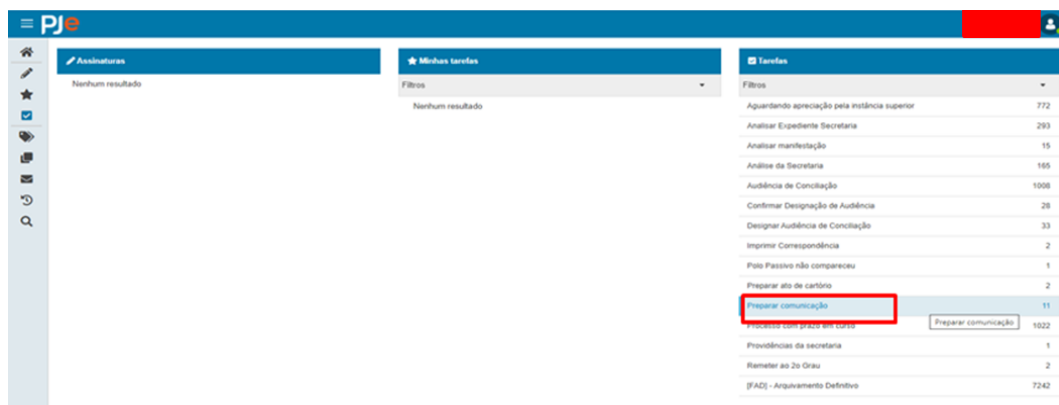 PJe
Assinaturas
Nenhum resultado
Minhas tarefas
Filtros
Nenhum resultado
Tarefas
Filtros
Aguardando apreciação pela instância superior 772
Analisar Expediente Secretaria 293
Analisar manifestação 15
Análise da Secretaria 165
Audiência de Conciliação 1008
Confirmar Designação de Audiência 28
Designar Audiência de Conciliação 33
Imprimir Correspondência 2
Polo Passivo não compareceu 1
Preparar ato de cartório 2
Preparar comunicação 11
Processo com prazo em curso 1022
Preparar comunicação
Providências da secretaria 1
Remeter ao 2o Grau 2
[FAD] - Arquivamento Definitivo 7242